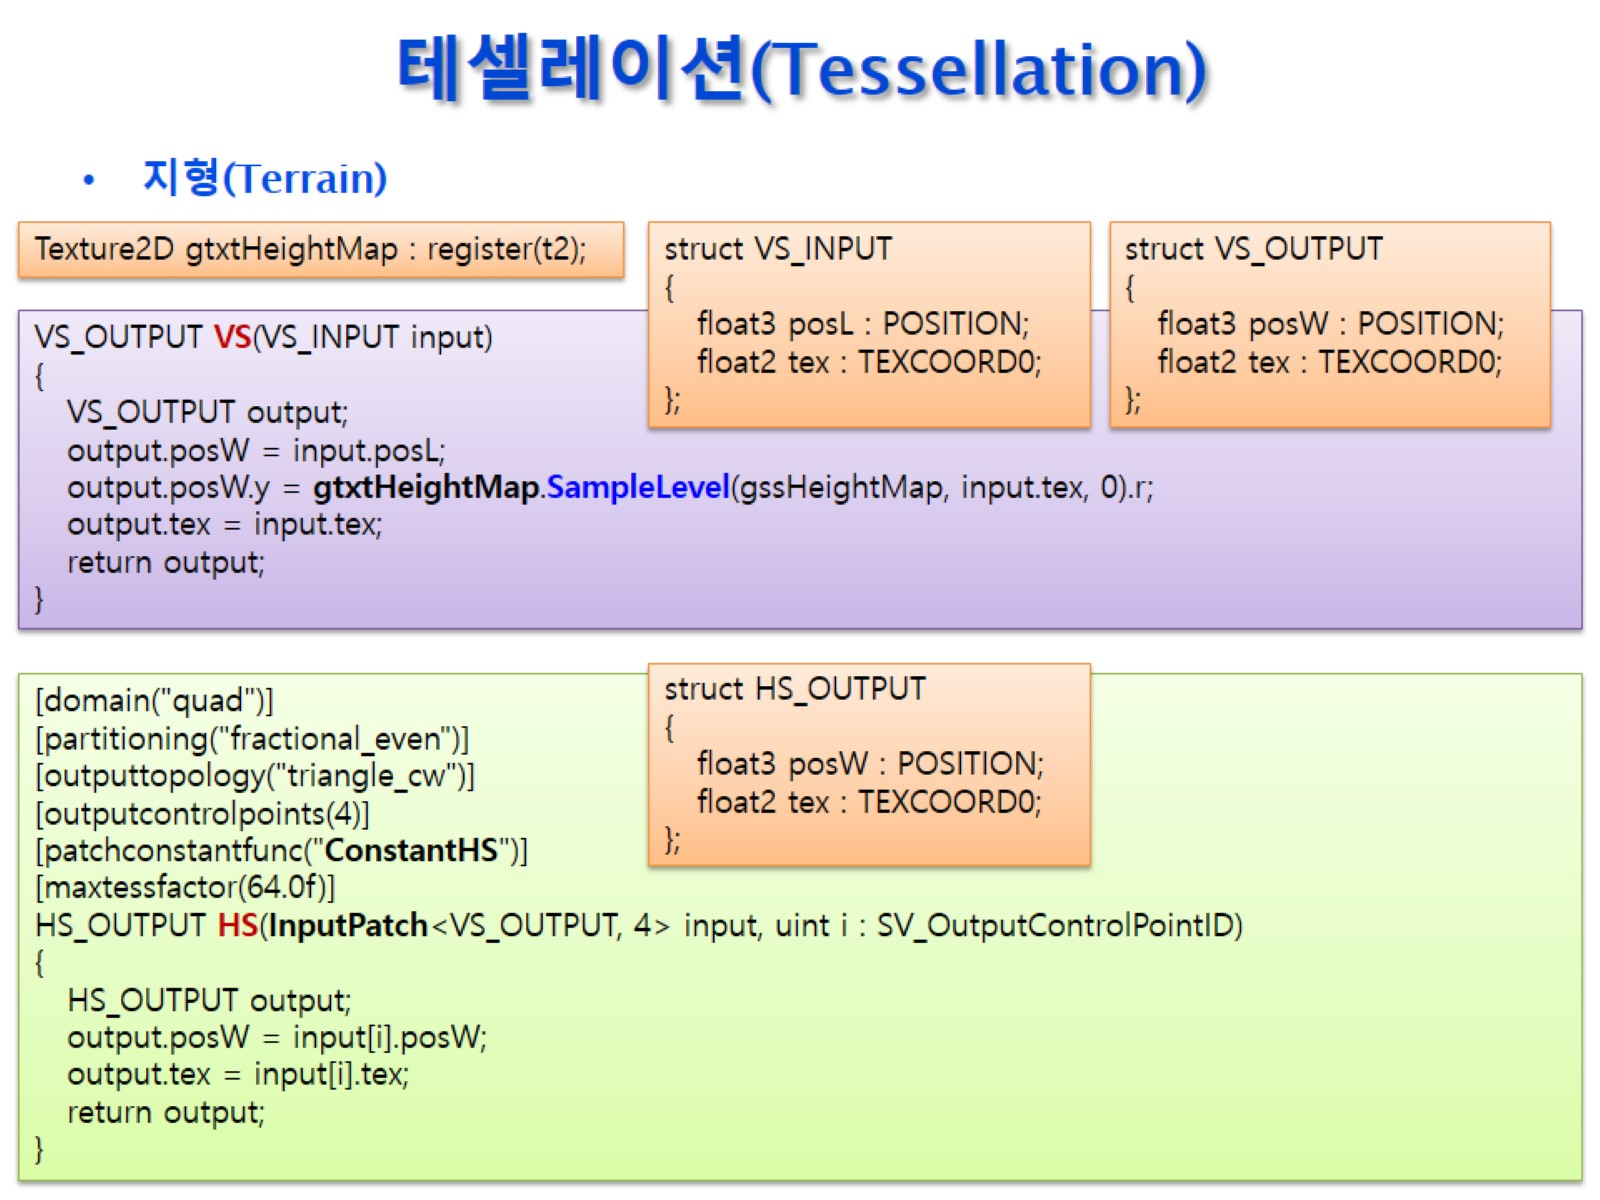 테셀레이션(Tessellation)
• 지형(Terrain)
Texture2D gtxtHeightMap : register(t2);
struct VS_INPUT
{
float3 posL : POSITION;
float2 tex : TEXCOORD0;
};
struct VS_OUTPUT
{
float3 posW : POSITION;
float2 tex : TEXCOORD0;
};
VS_OUTPUT VS(VS_INPUT input)
{
VS_OUTPUT output;
output.posW = input.posL;
output.posW.y = gtxtHeightMap.SampleLevel(gssHeightMap, input.tex, 0).r;
output.tex = input.tex;
return output;
}
struct HS_OUTPUT
{
float3 posW : POSITION;
float2 tex : TEXCOORD0;
};
[domain("quad")]
[partitioning("fractional_even")]
[outputtopology("triangle_cw")]
[outputcontrolpoints(4)]
[patchconstantfunc("ConstantHS")]
[maxtessfactor(64.0f)]
HS_OUTPUT HS(InputPatch<VS_OUTPUT, 4> input, uint i : SV_OutputControlPointID)
{
HS_OUTPUT output;
output.posW = input[i].posW;
output.tex = input[i].tex;
return output;
}